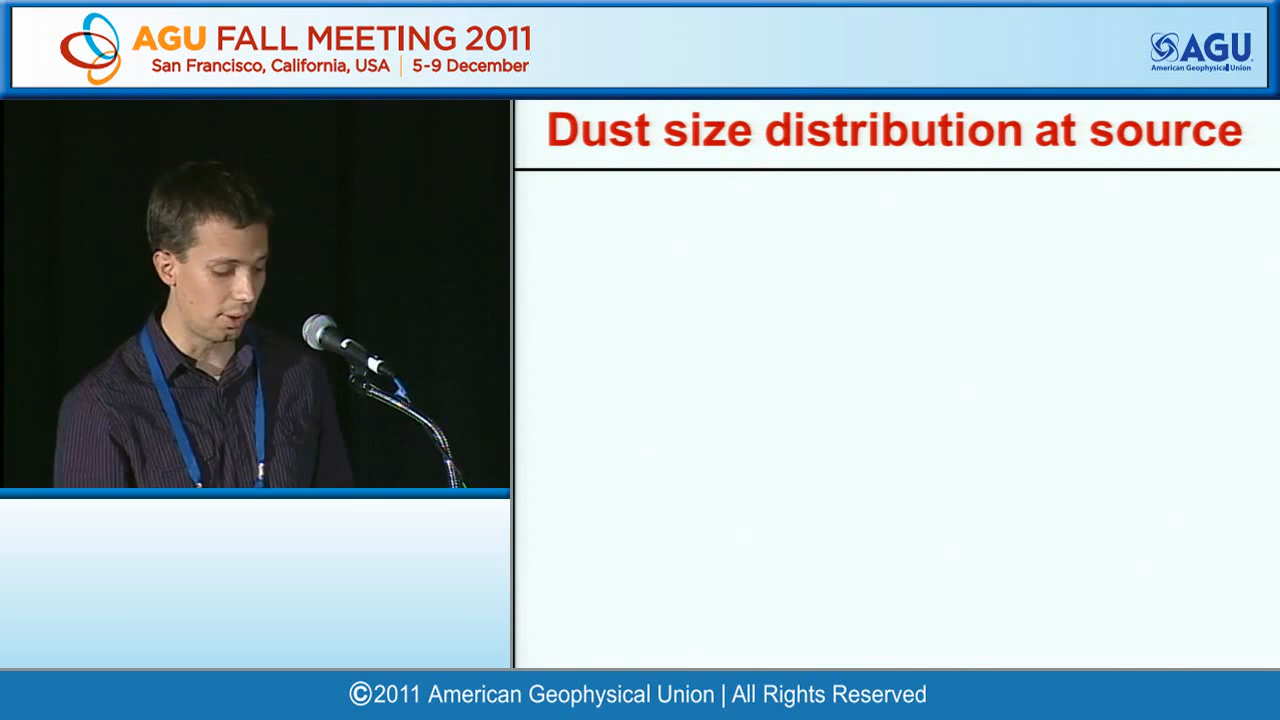 AGU FALL MEETING 2011
San Francisco, California, USA | 5-9 December
AGU
American Geophysical Union
Dust size distribution at source
©2011 American Geophysical Union | All Rights Reserved